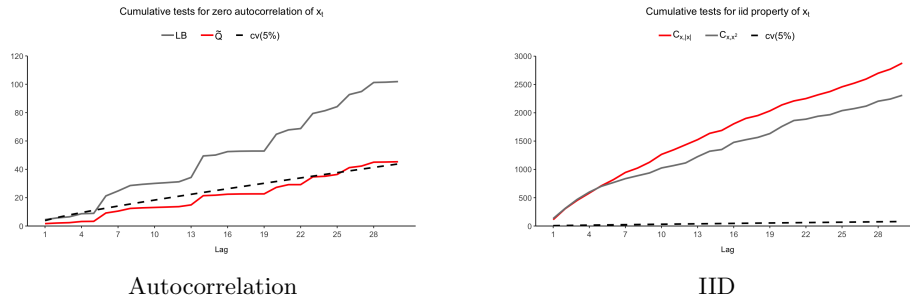 Cumulative tests for zero autocorrelation of xₜ
LB Q̃ cv(5%)
120
100
80
60
40
20
0
1 4 7 10 13 16 19 22 25 28
Lag
Autocorrelation
Cumulative tests for iid property of xₜ
Cₓ,|ₓ| Cₓ,ₓ² cv(5%)
3000
2500
2000
1500
1000
500
0
1 4 7 10 13 16 19 22 25 28
Lag
IID